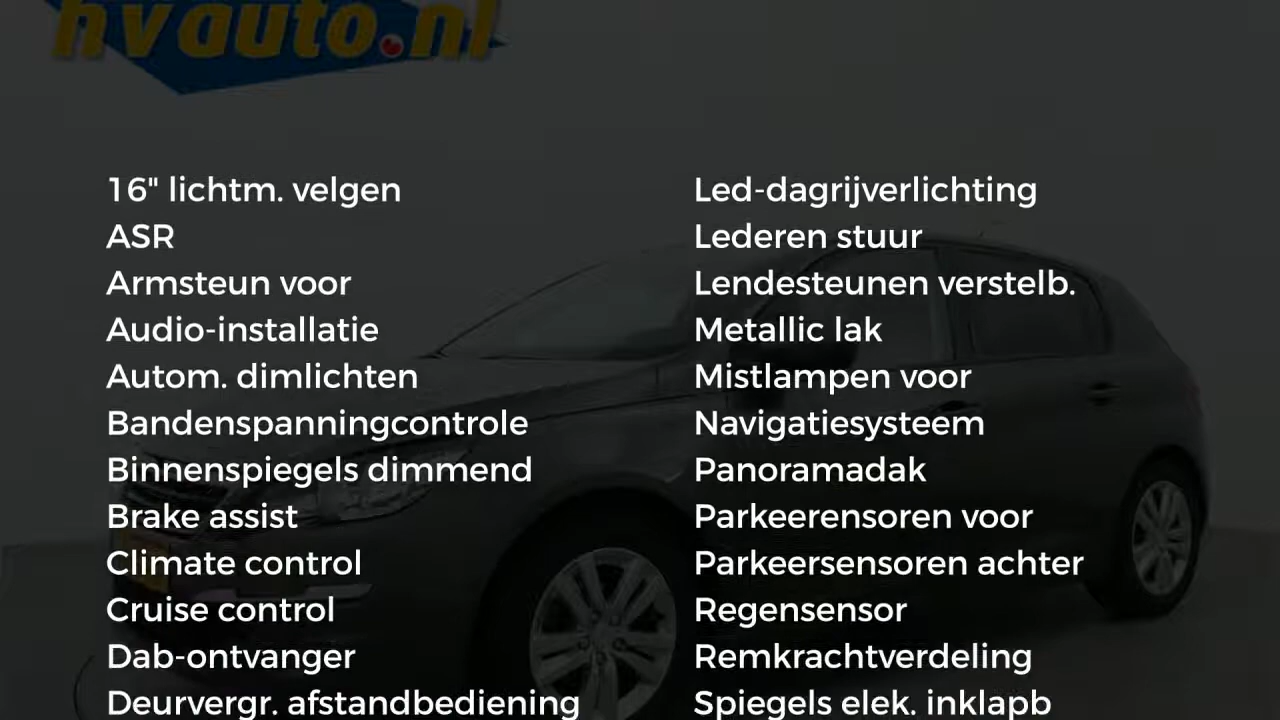 hvauto.nl
16" lichtm. velgen
ASR
Armsteun voor
Audio-installatie
Autom. dimlichten
Bandenspanningcontrole
Binnenspiegels dimmend
Brake assist
Climate control
Cruise control
Dab-ontvanger
Deurvergr. afstandbediening
Led-dagrijverlichting
Lederen stuur
Lendesteunen verstelb.
Metallic lak
Mistlampen voor
Navigatiesysteem
Panoramadak
Parkeerensoren voor
Parkeersensoren achter
Regensensor
Remkrachtverdeling
Spiegels elek. inklapb